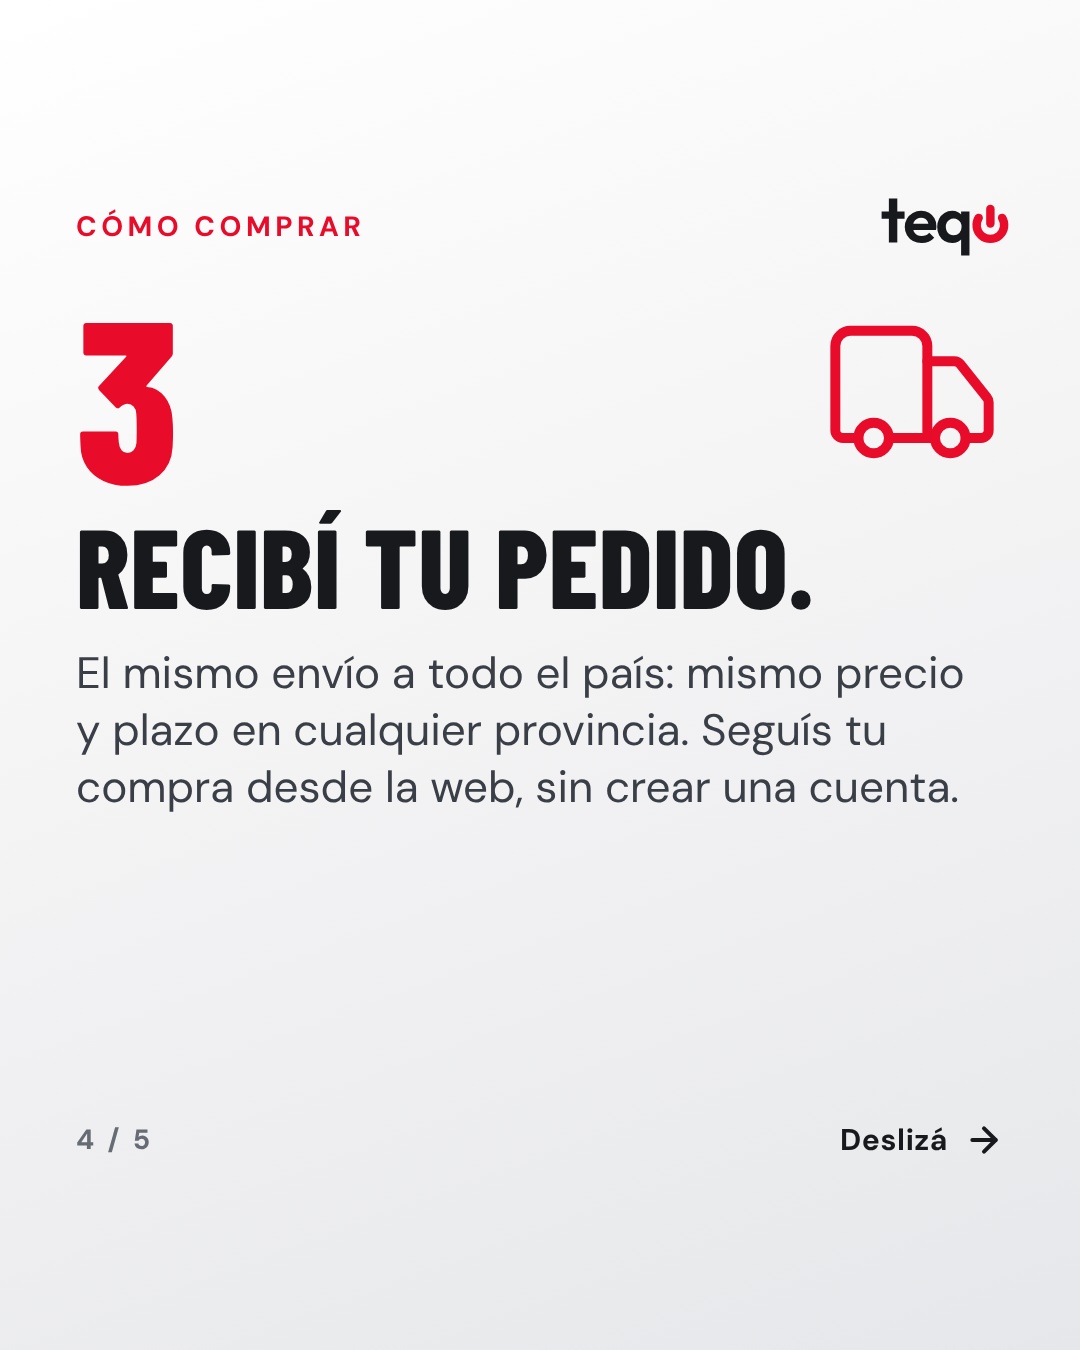 CÓMO COMPRAR
teqo
3
RECIBÍ TU PEDIDO.
El mismo envío a todo el país: mismo precio
y plazo en cualquier provincia. Seguís tu
compra desde la web, sin crear una cuenta.
4 / 5
Deslizá →